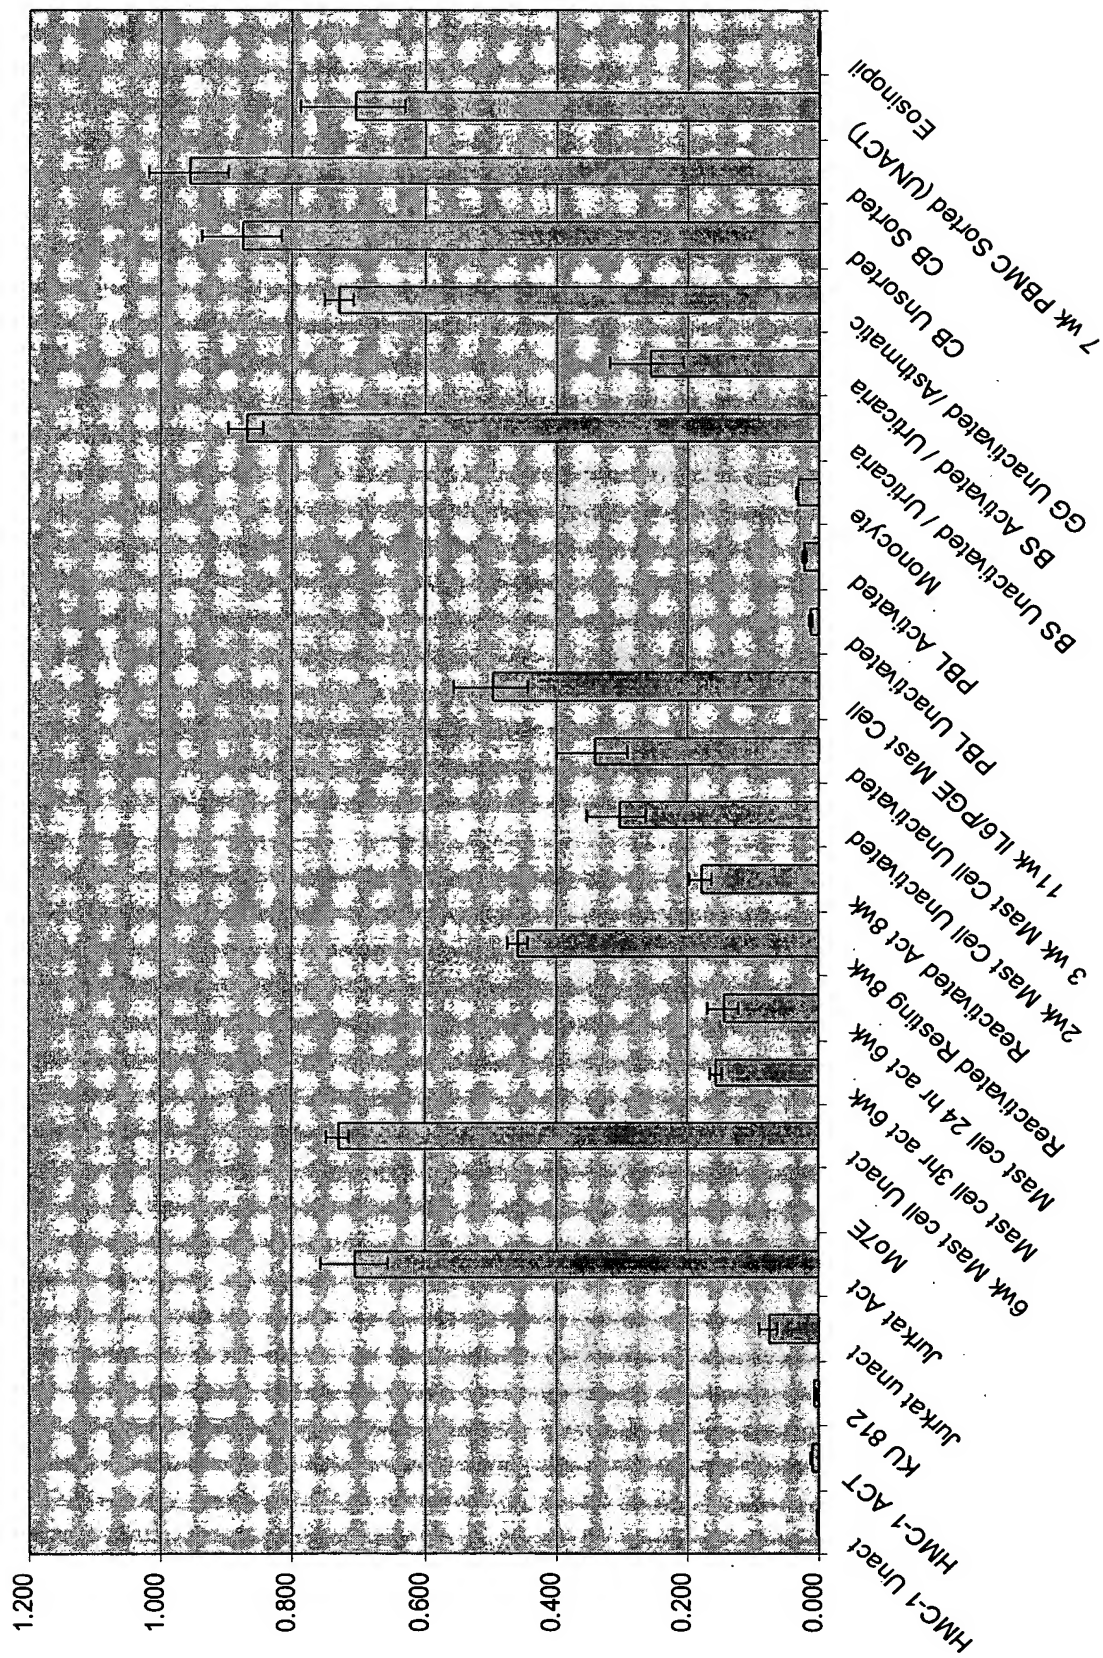 1.200
1.000
0.800
0.600
0.400
0.200
0.000
HMC-1 Unact
HMC-1 ACT
KU 812
Jurkat unact
Jurkat Act
Mo7E
6wk Mast cell Unact
Mast cell 3hr act 6wk
Mast cell 24 hr act 6wk
Reactivated Resting 8wk
Reactivated Act 8wk
2wk Mast Cell Unactivated
3 wk Mast Cell Unactivated
11wk IL6/PGE Mast Cell
PBL Unactivated
PBL Activated
Monocyte
BS Unactivated / Urticaria
BS Activated / Urticaria
GG Unactivated /Asthmatic
CB Unsorted
CB Sorted
7 wk PBMC Sorted (UNACT)
Eosinopil